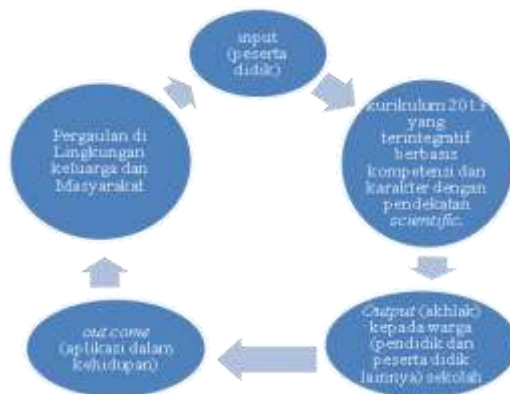 input
(peserta
didik)
kurikulum 2013
yang
terintegratif
berbasis
kompetensi dan
karakter dengan
pendekatan
scientific.
Output (akhlak)
kepada warga
(pendidik dan
peserta didik
lainnya) sekolah
out come
(aplikasi dalam
kehidupan)
Pergaulan di
Lingkungan
keluarga dan
Masyarakat